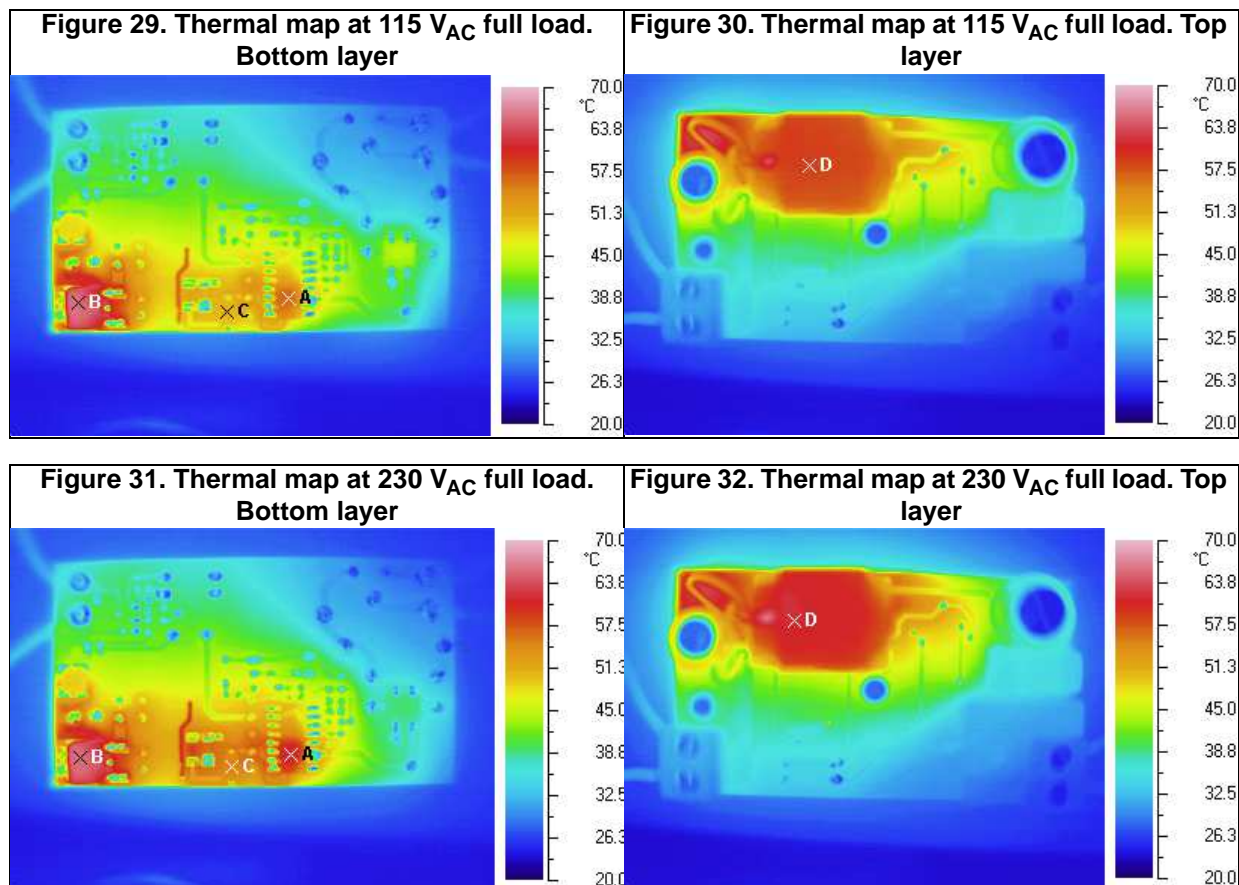 Figure 29. Thermal map at 115 VAC full load.
Bottom layer
70.0
°C
63.8
57.5
51.3
45.0
38.8
32.5
26.3
20.0
B
C
A
Figure 30. Thermal map at 115 VAC full load. Top
layer
70.0
°C
63.8
57.5
51.3
45.0
38.8
32.5
26.3
20.0
D
Figure 31. Thermal map at 230 VAC full load.
Bottom layer
70.0
°C
63.8
57.5
51.3
45.0
38.8
32.5
26.3
20.0
B
C
A
Figure 32. Thermal map at 230 VAC full load. Top
layer
70.0
°C
63.8
57.5
51.3
45.0
38.8
32.5
26.3
20.0
D